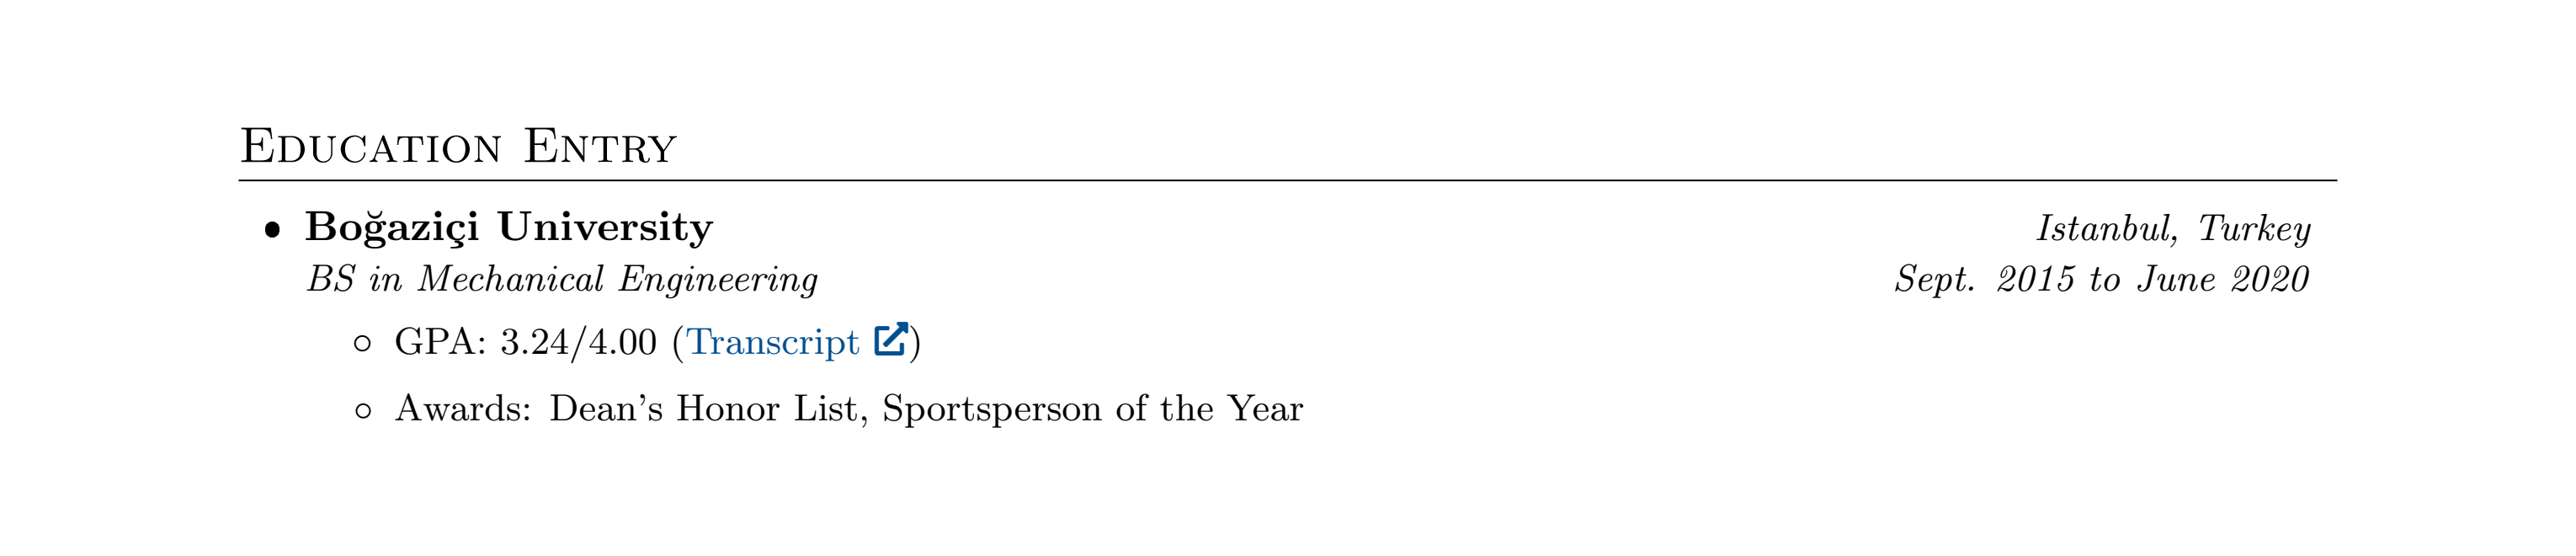 Education Entry
• Boğaziçi University Istanbul, Turkey
BS in Mechanical Engineering Sept. 2015 to June 2020
◦ GPA: 3.24/4.00 (Transcript)
◦ Awards: Dean's Honor List, Sportsperson of the Year